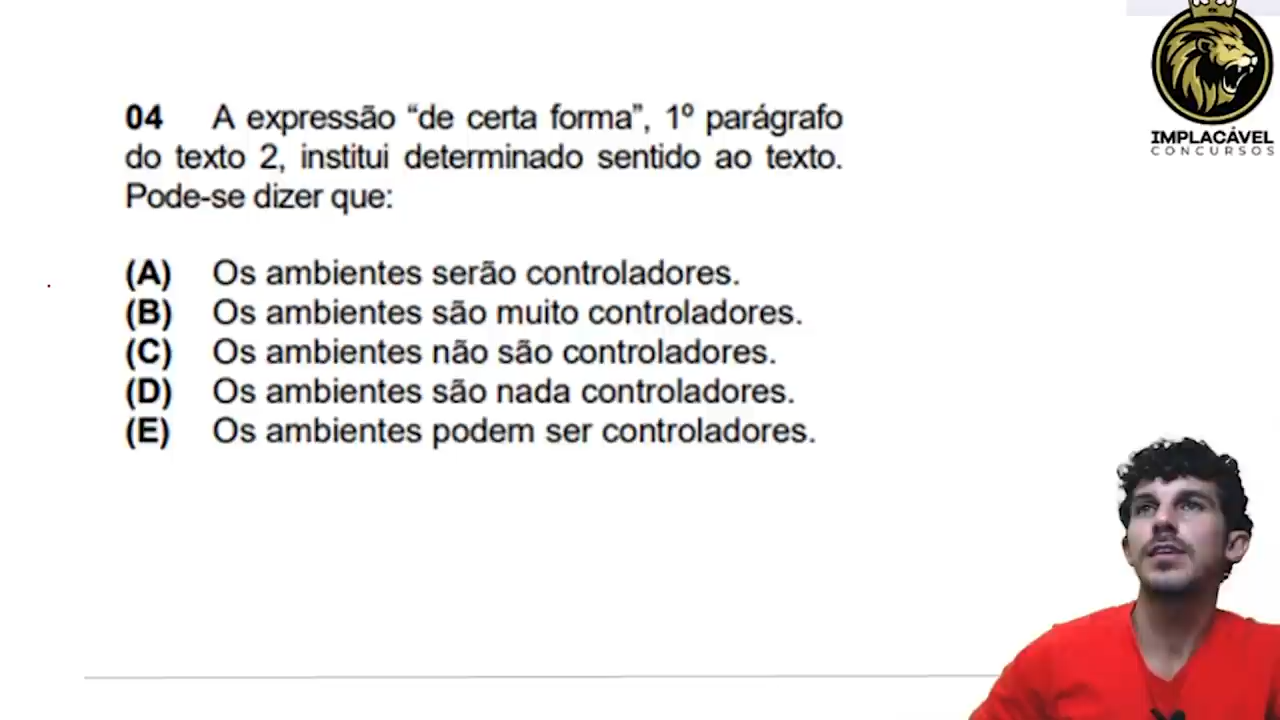 IMPLACÁVEL
CONCURSOS
04 A expressão “de certa forma”, 1º parágrafo
do texto 2, institui determinado sentido ao texto.
Pode-se dizer que:
(A) Os ambientes serão controladores.
(B) Os ambientes são muito controladores.
(C) Os ambientes não são controladores.
(D) Os ambientes são nada controladores.
(E) Os ambientes podem ser controladores.